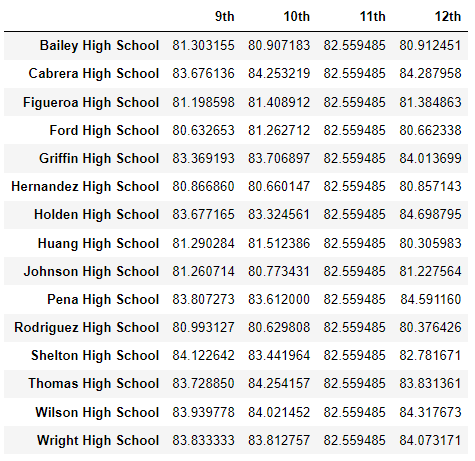 9th 10th 11th 12th
Bailey High School 81.303155 80.907183 82.559485 80.912451
Cabrera High School 83.676136 84.253219 82.559485 84.287958
Figueroa High School 81.198598 81.408912 82.559485 81.384863
Ford High School 80.632653 81.262712 82.559485 80.662338
Griffin High School 83.369193 83.706897 82.559485 84.013699
Hernandez High School 80.866860 80.660147 82.559485 80.857143
Holden High School 83.677165 83.324561 82.559485 84.698795
Huang High School 81.290284 81.512386 82.559485 80.305983
Johnson High School 81.260714 80.773431 82.559485 81.227564
Pena High School 83.807273 83.612000 82.559485 84.591160
Rodriguez High School 80.993127 80.629808 82.559485 80.376426
Shelton High School 84.122642 83.441964 82.559485 82.781671
Thomas High School 83.728850 84.254157 82.559485 83.831361
Wilson High School 83.939778 84.021452 82.559485 84.317673
Wright High School 83.833333 83.812757 82.559485 84.073171